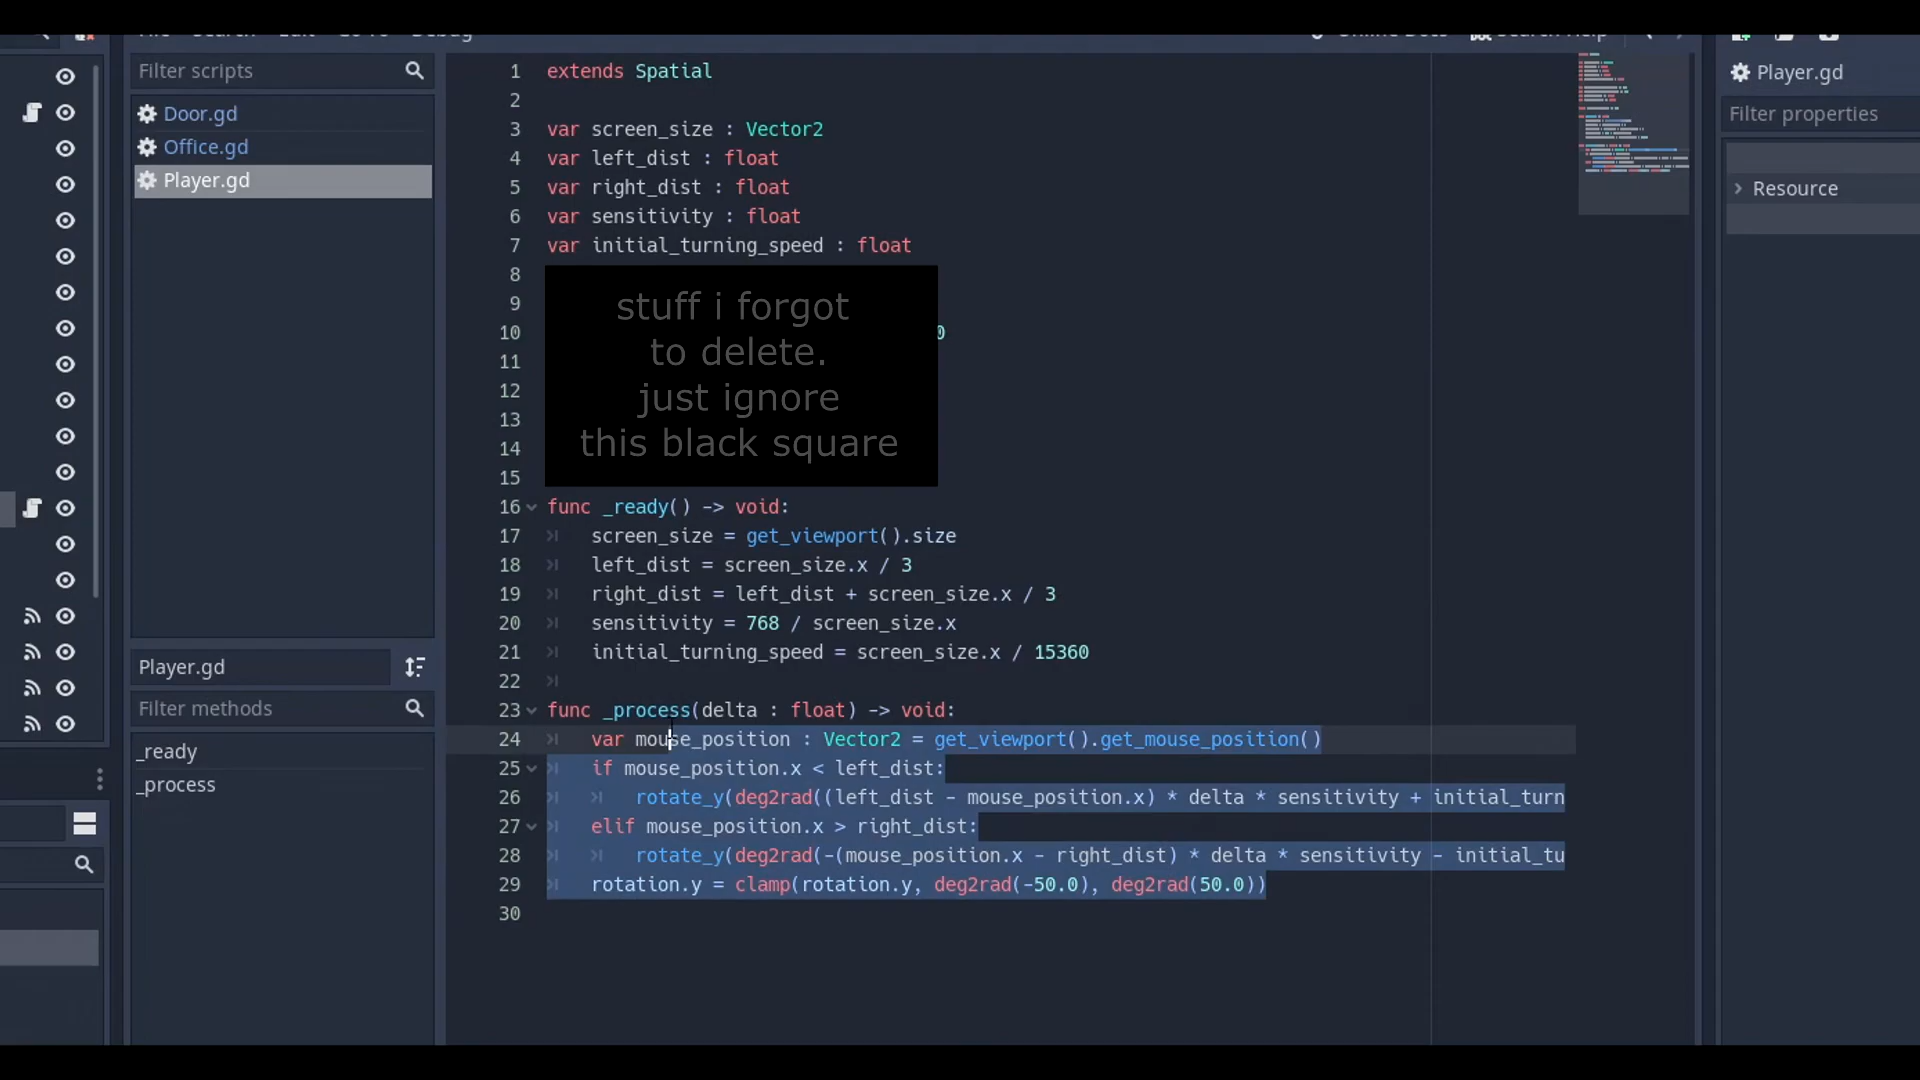 Filter scripts
Door.gd
Office.gd
Player.gd
Player.gd
Filter methods
_ready
_process
1 extends Spatial
2
3 var screen_size : Vector2
4 var left_dist : float
5 var right_dist : float
6 var sensitivity : float
7 var initial_turning_speed : float
8
9
10 0
11
12
13
14
15
stuff i forgot
to delete.
just ignore
this black square
16 func _ready() -> void:
17 screen_size = get_viewport().size
18 left_dist = screen_size.x / 3
19 right_dist = left_dist + screen_size.x / 3
20 sensitivity = 768 / screen_size.x
21 initial_turning_speed = screen_size.x / 15360
22
23 func _process(delta : float) -> void:
24 var mouse_position : Vector2 = get_viewport().get_mouse_position()
25 if mouse_position.x < left_dist:
26 rotate_y(deg2rad((left_dist - mouse_position.x) * delta * sensitivity + initial_turn
27 elif mouse_position.x > right_dist:
28 rotate_y(deg2rad(-(mouse_position.x - right_dist) * delta * sensitivity - initial_tu
29 rotation.y = clamp(rotation.y, deg2rad(-50.0), deg2rad(50.0))
30
Player.gd
Filter properties
Resource